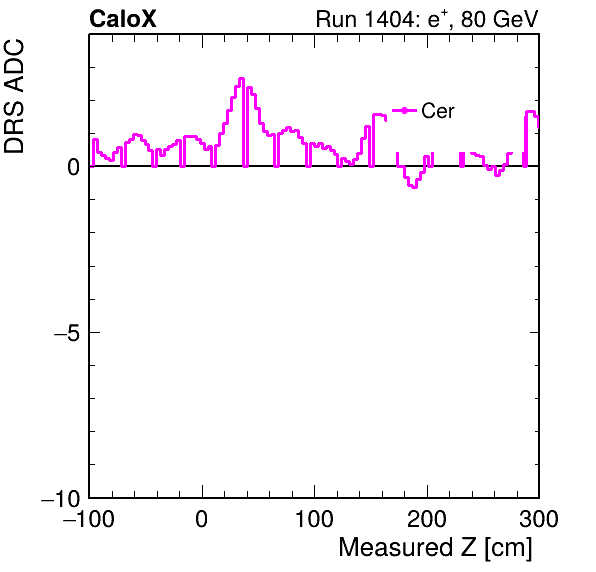 CaloX
Run 1404: e⁺, 80 GeV
DRS ADC
Cer
0
−5
−10
−100 0 100 200 300
Measured Z [cm]